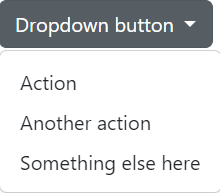 Dropdown button
Action
Another action
Something else here